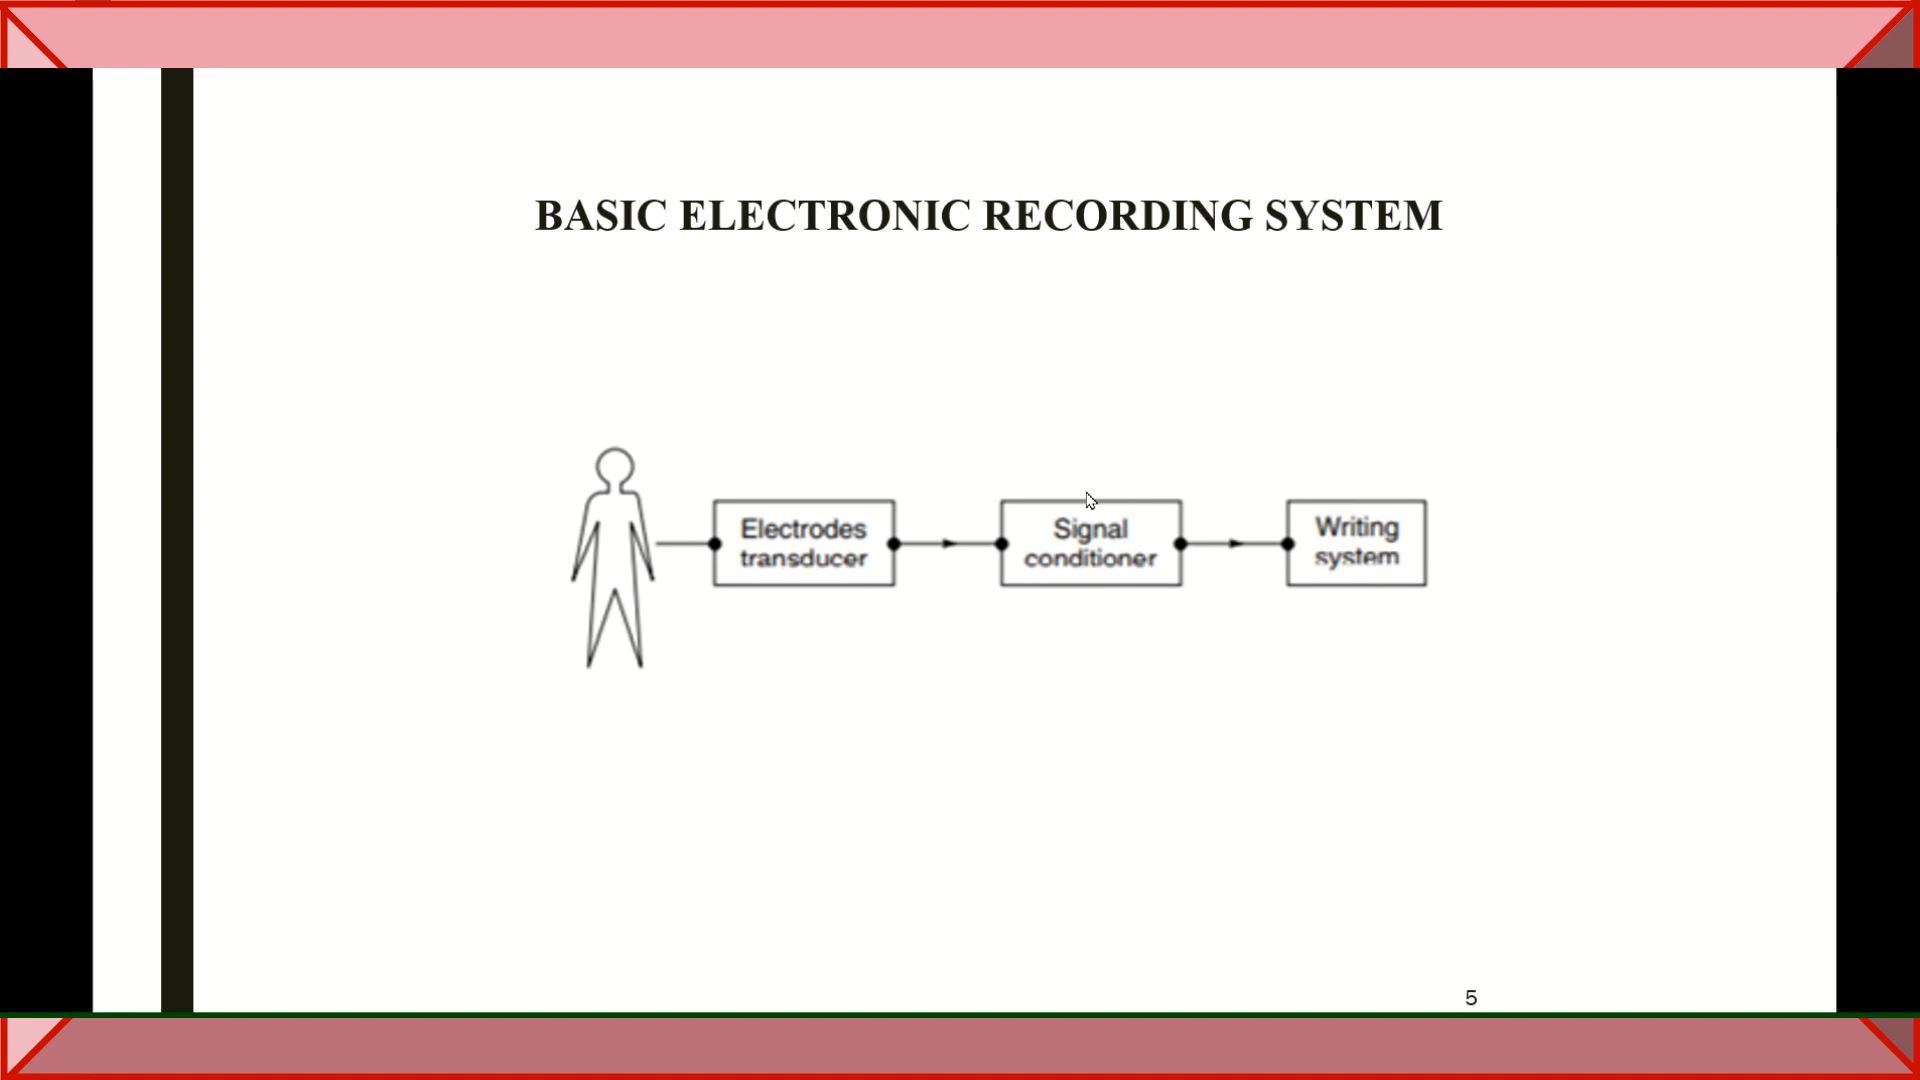 BASIC ELECTRONIC RECORDING SYSTEM
Electrodes
transducer
Signal
conditioner
Writing
system
5